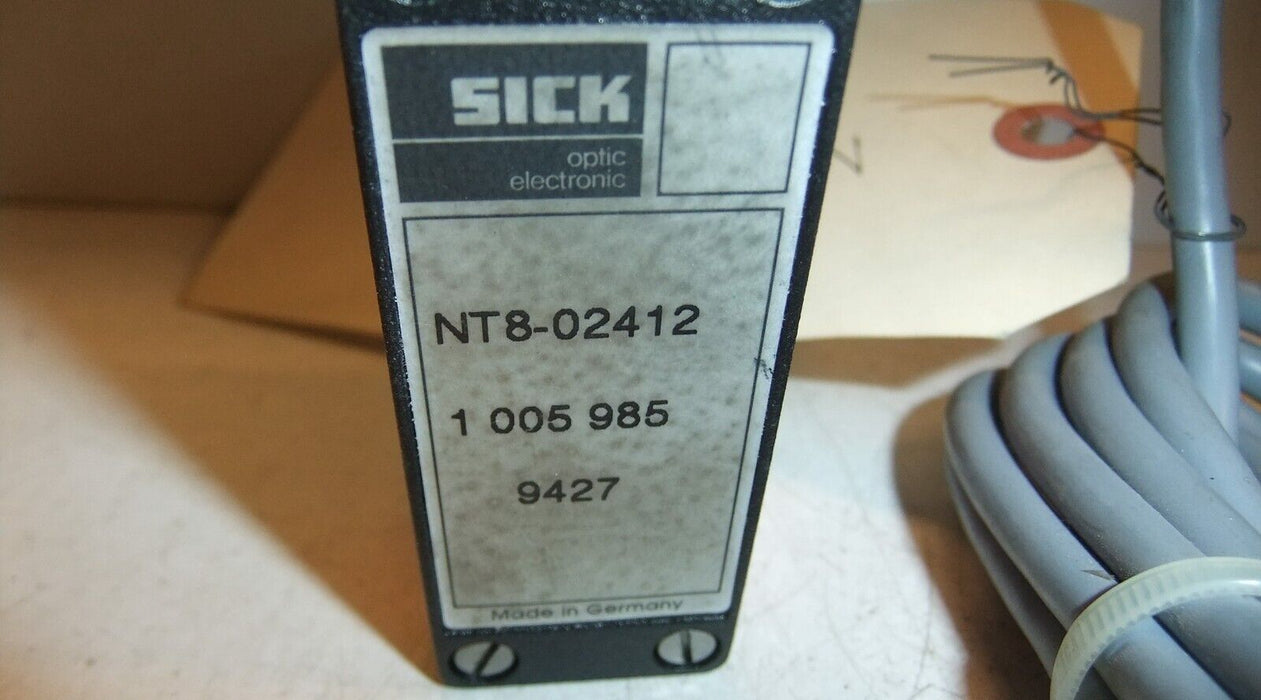 SICK
optic
electronic
NT8-02412
1 005 985
9427
Made in Germany